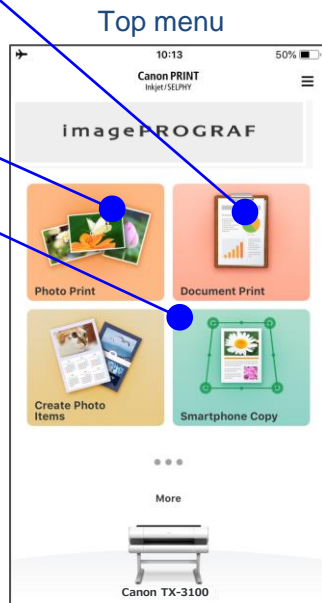 Top menu
10:13
50%
Canon PRINT
Inkjet/SELPHY
imagePROGRAF
Photo Print
Document Print
Create Photo
Items
Smartphone Copy
More
Canon TX-3100